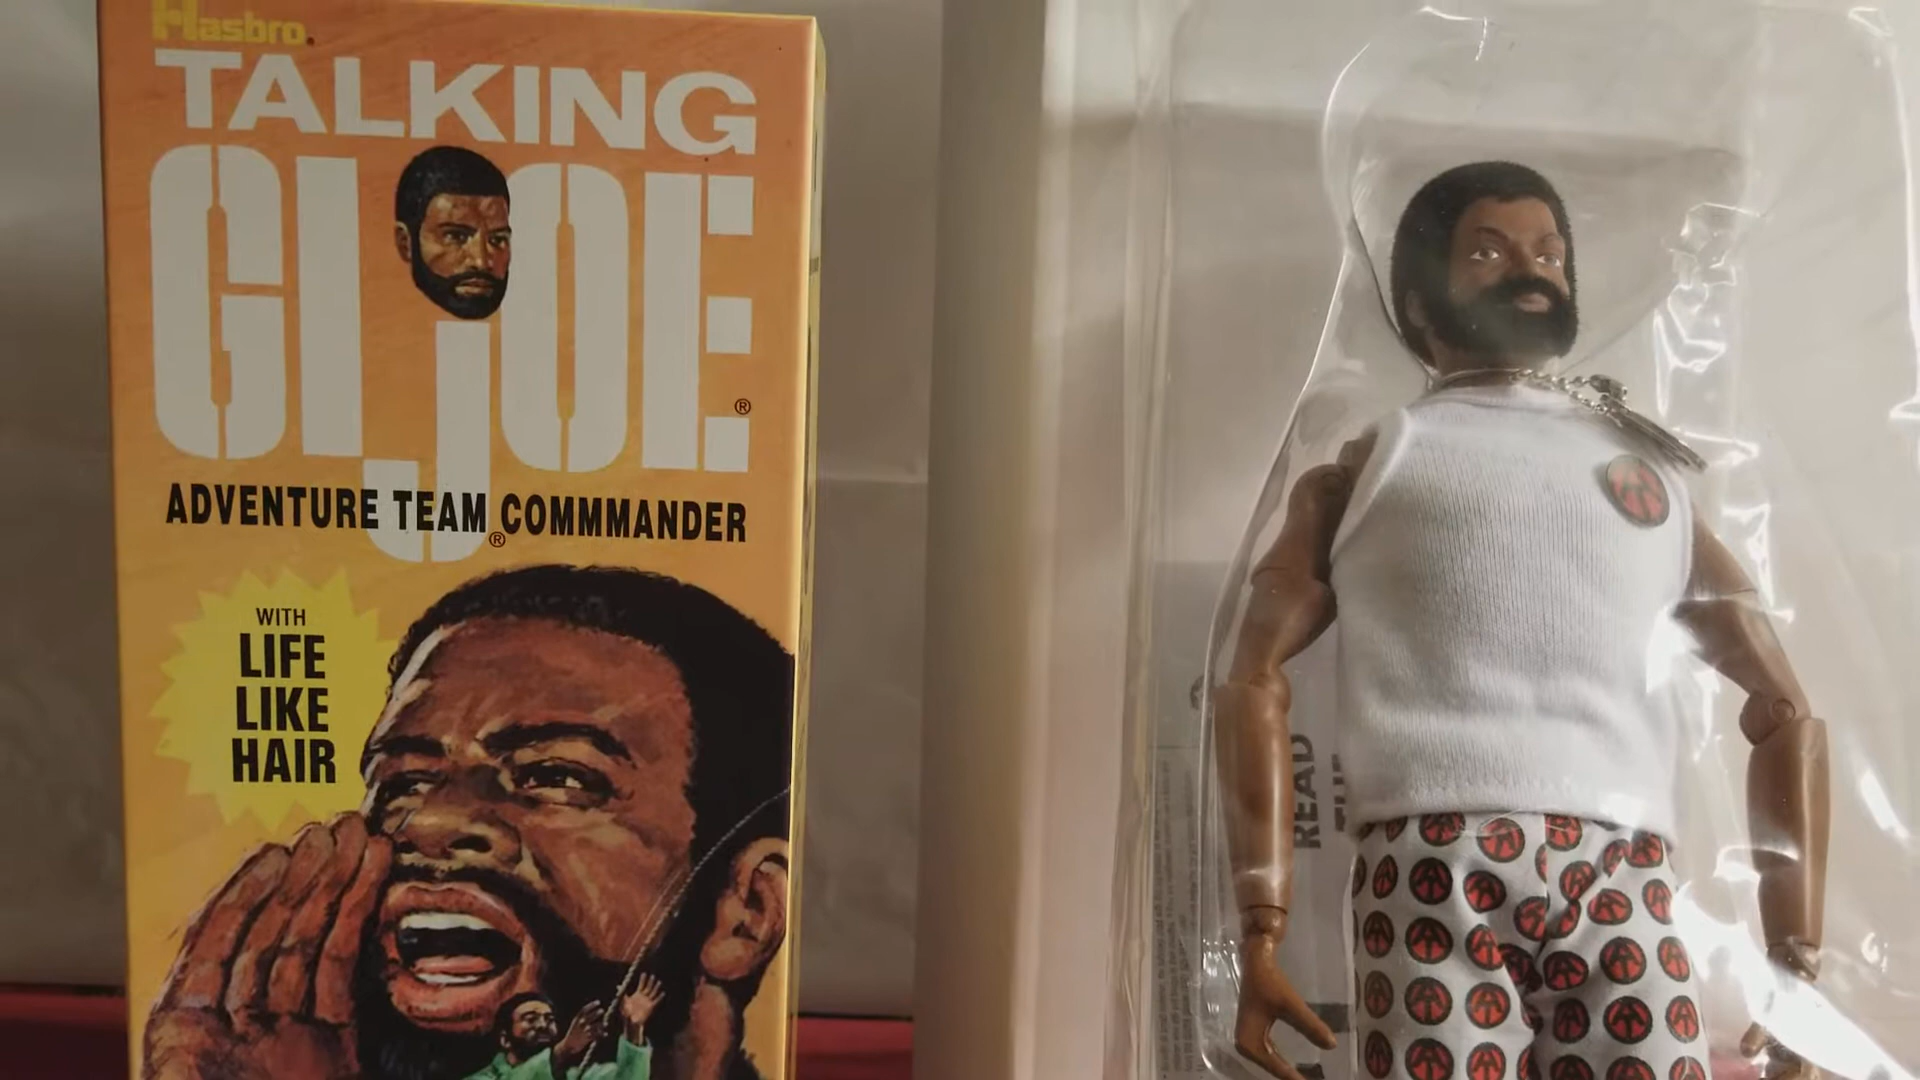 Hasbro.
TALKING
GI JOE ®
ADVENTURE TEAM COMMMANDER
®
WITH
LIFE
LIKE
HAIR
READ